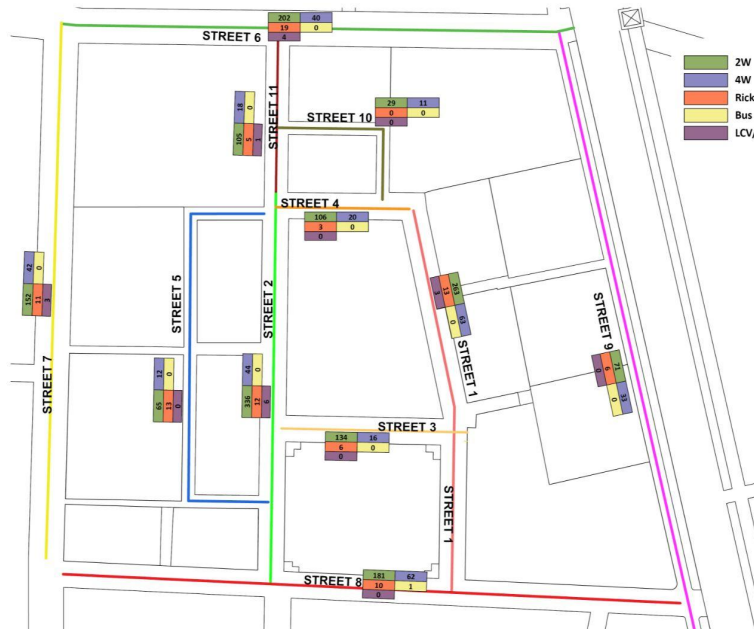 202 40
19 0
4
STREET 6
2W
4W
Rick
Bus
LCV/
18 0
105 5 1
STREET 11
29 11
0 0
0
STREET 10
STREET 4
106 20
3 0
0
42 0
152 11 3
STREET 5
STREET 2
263
13
3
63
0
STREET 1
STREET 9
71
6
0
33
0
STREET 7
12 0
65 13 0
44 0
336 12 6
STREET 3
134 16
6 0
0
STREET 1
STREET 8
181 62
10 1
0